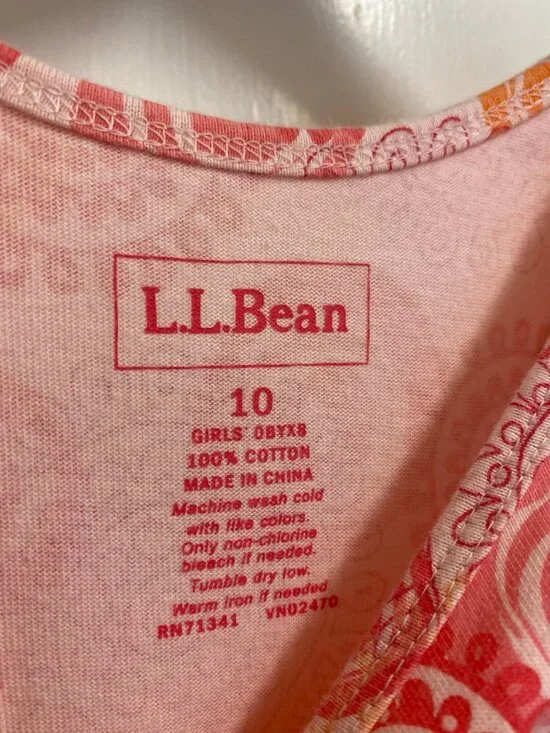 L.L.Bean
10
GIRLS' OBYX8
100% COTTON
MADE IN CHINA
Machine wash cold
with like colors.
Only non-chlorine
bleach if needed.
Tumble dry low.
Warm iron if needed
RN71341 VN02470